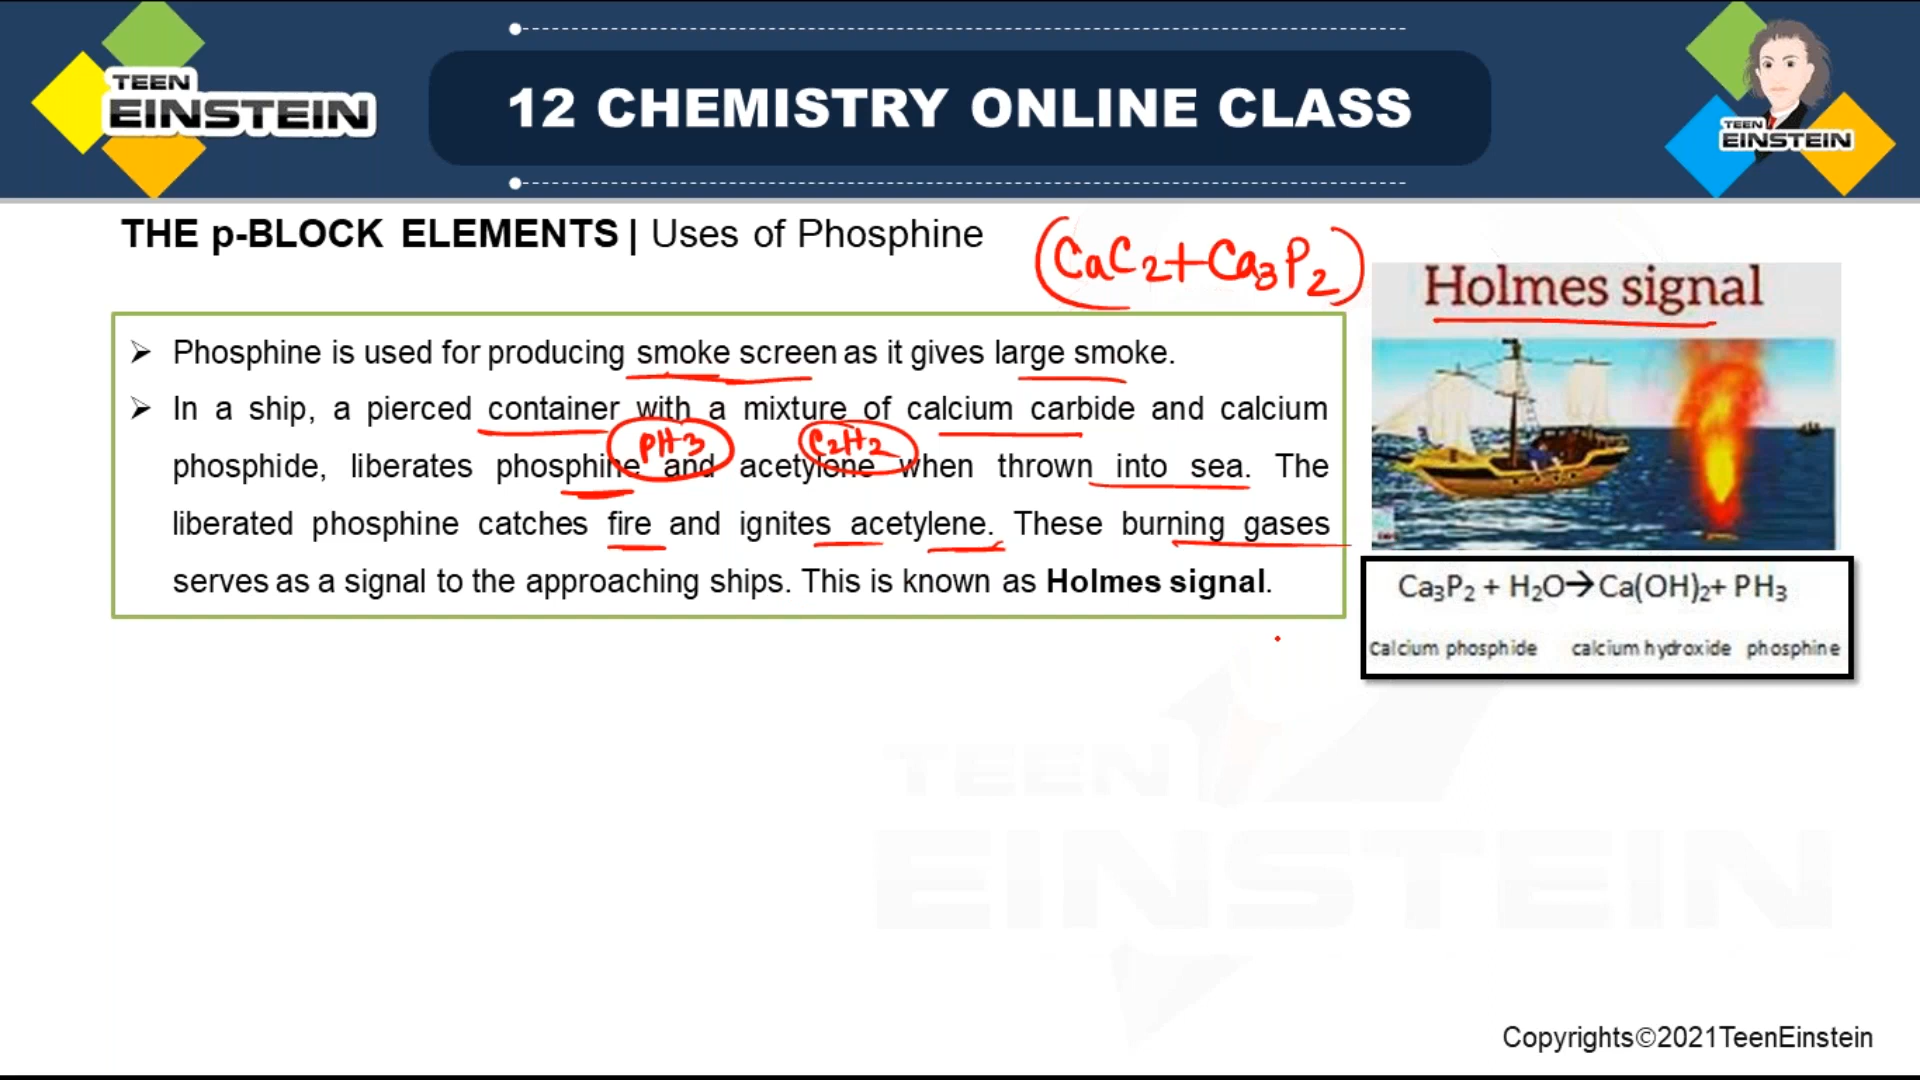 TEEN
EINSTEIN
12 CHEMISTRY ONLINE CLASS
TEEN
EINSTEIN
THE p-BLOCK ELEMENTS | Uses of Phosphine
(CaC2+Ca3P2)
Holmes signal
➢ Phosphine is used for producing smoke screen as it gives large smoke.
➢ In a ship, a pierced container with a mixture of calcium carbide and calcium
PH3 C2H2
phosphide, liberates phosphine and acetylene when thrown into sea. The
liberated phosphine catches fire and ignites acetylene. These burning gases
serves as a signal to the approaching ships. This is known as Holmes signal.
Ca₃P₂ + H₂O→Ca(OH)₂+ PH₃
Calcium phosphide calcium hydroxide phosphine
TEEN
EINSTEIN
Copyrights©2021TeenEinstein